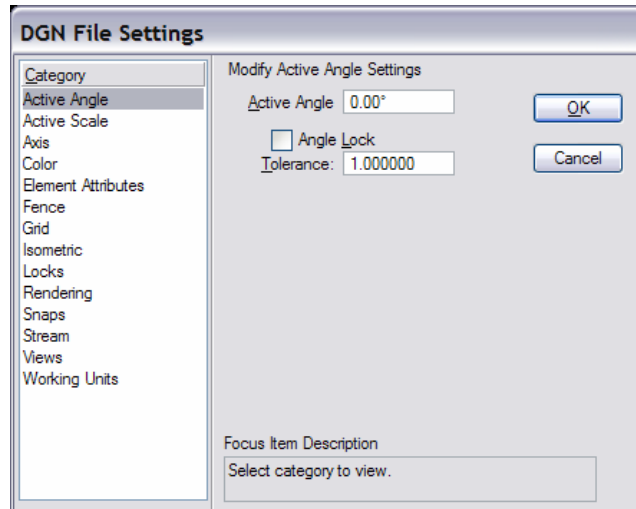 DGN File Settings
Category
Active Angle
Active Scale
Axis
Color
Element Attributes
Fence
Grid
Isometric
Locks
Rendering
Snaps
Stream
Views
Working Units
Modify Active Angle Settings
Active Angle 0.00°
Angle Lock
Tolerance: 1.000000
OK
Cancel
Focus Item Description
Select category to view.